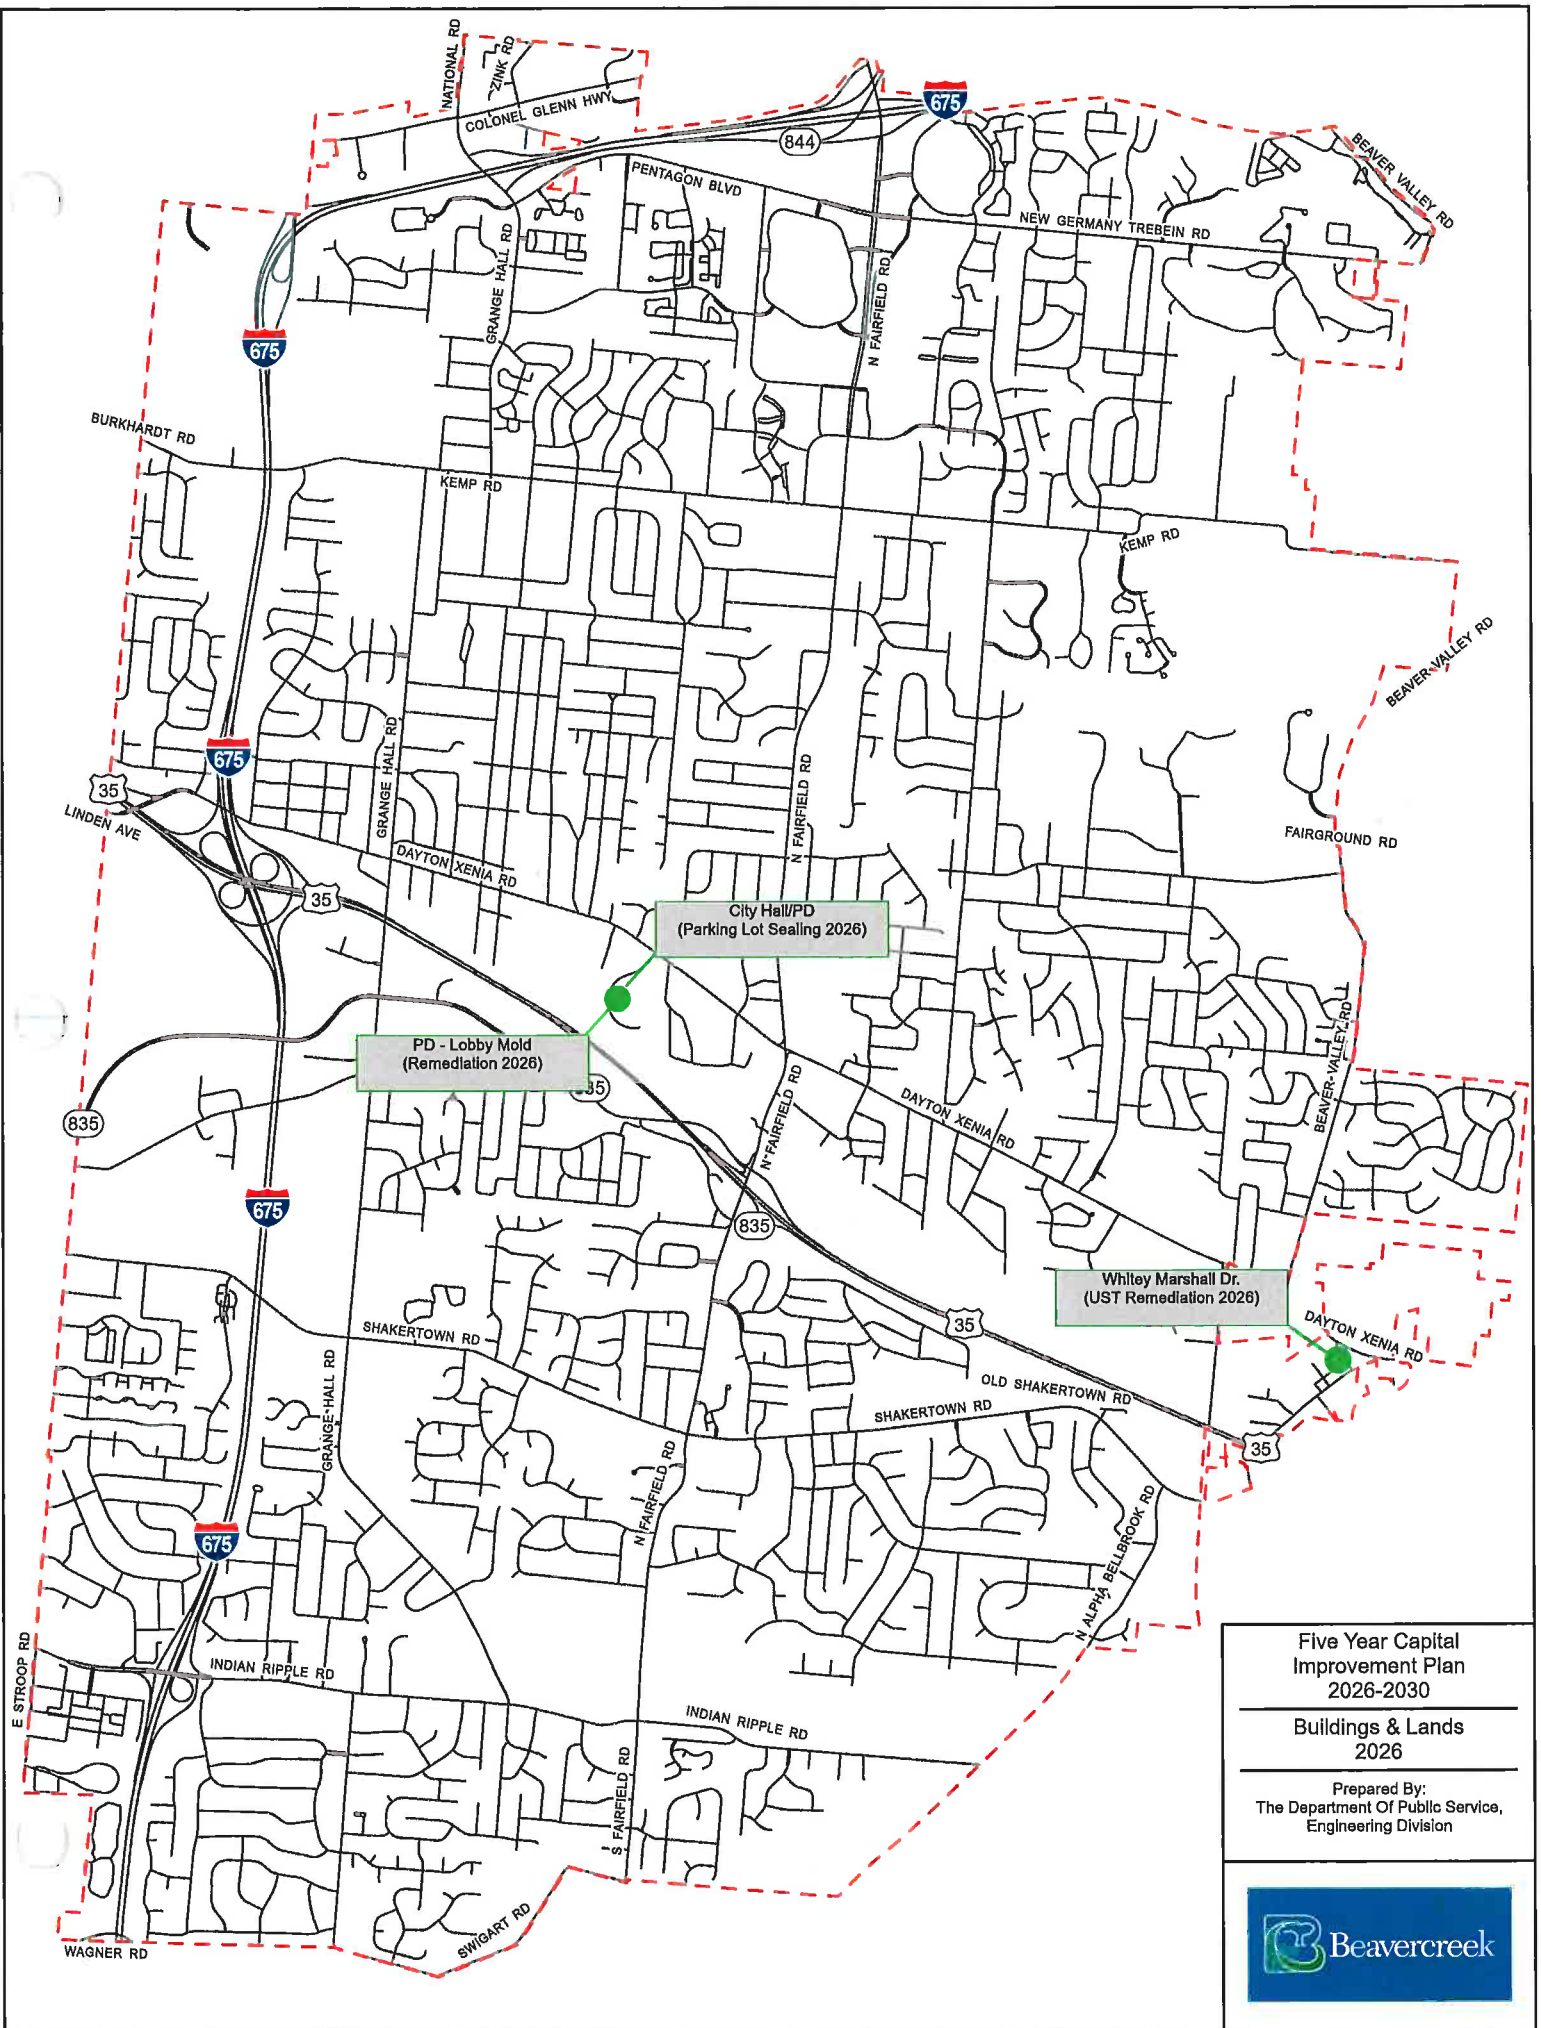 NATIONAL RD
ZINK RD
COLONEL GLENN HWY
675
844
BEAVER VALLEY RD
PENTAGON BLVD
NEW GERMANY TREBEIN RD
GRANGE HALL RD
N FAIRFIELD RD
675
BURKHARDT RD
KEMP RD
KEMP RD
BEAVER-VALLEY RD
GRANGE HALL RD
675
35
LINDEN AVE
N FAIRFIELD RD
FAIRGROUND RD
DAYTON XENIA RD
35
City Hall/PD
(Parking Lot Sealing 2026)
PD - Lobby Mold
(Remediation 2026)
835
BEAVER-VALLEY-RD
N FAIRFIELD RD
DAYTON XENIA RD
835
675
835
Whitey Marshall Dr.
(UST Remediation 2026)
35
DAYTON XENIA RD
SHAKERTOWN RD
GRANGE-HALL RD
OLD SHAKERTOWN RD
SHAKERTOWN RD
35
N FAIRFIELD RD
N ALPHA BELLBROOK RD
675
E STROOP RD
INDIAN RIPPLE RD
INDIAN RIPPLE RD
S FAIRFIELD RD
SWIGART RD
WAGNER RD
Five Year Capital
Improvement Plan
2026-2030
Buildings & Lands
2026
Prepared By:
The Department Of Public Service,
Engineering Division
Beavercreek